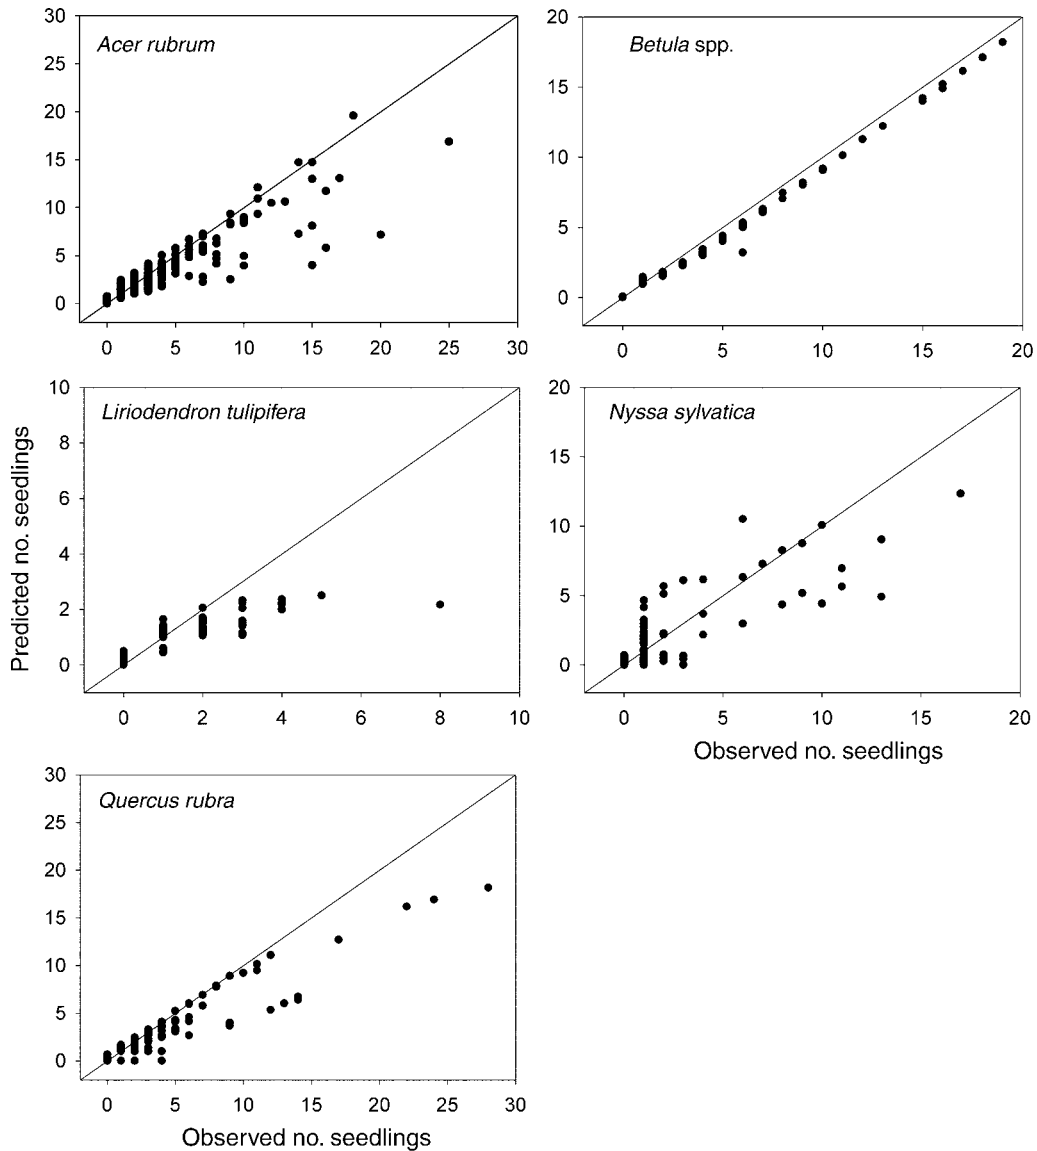 Acer rubrum
30
25
20
15
10
5
0
0 5 10 15 20 25 30
Betula spp.
20
15
10
5
0
0 5 10 15 20
Predicted no. seedlings
Liriodendron tulipifera
10
8
6
4
2
0
0 2 4 6 8 10
Nyssa sylvatica
20
15
10
5
0
0 5 10 15 20
Observed no. seedlings
Quercus rubra
30
25
20
15
10
5
0
0 5 10 15 20 25 30
Observed no. seedlings